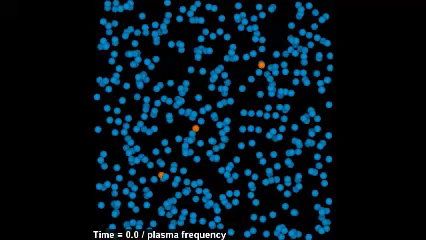 Time = 0.0 / plasma frequency